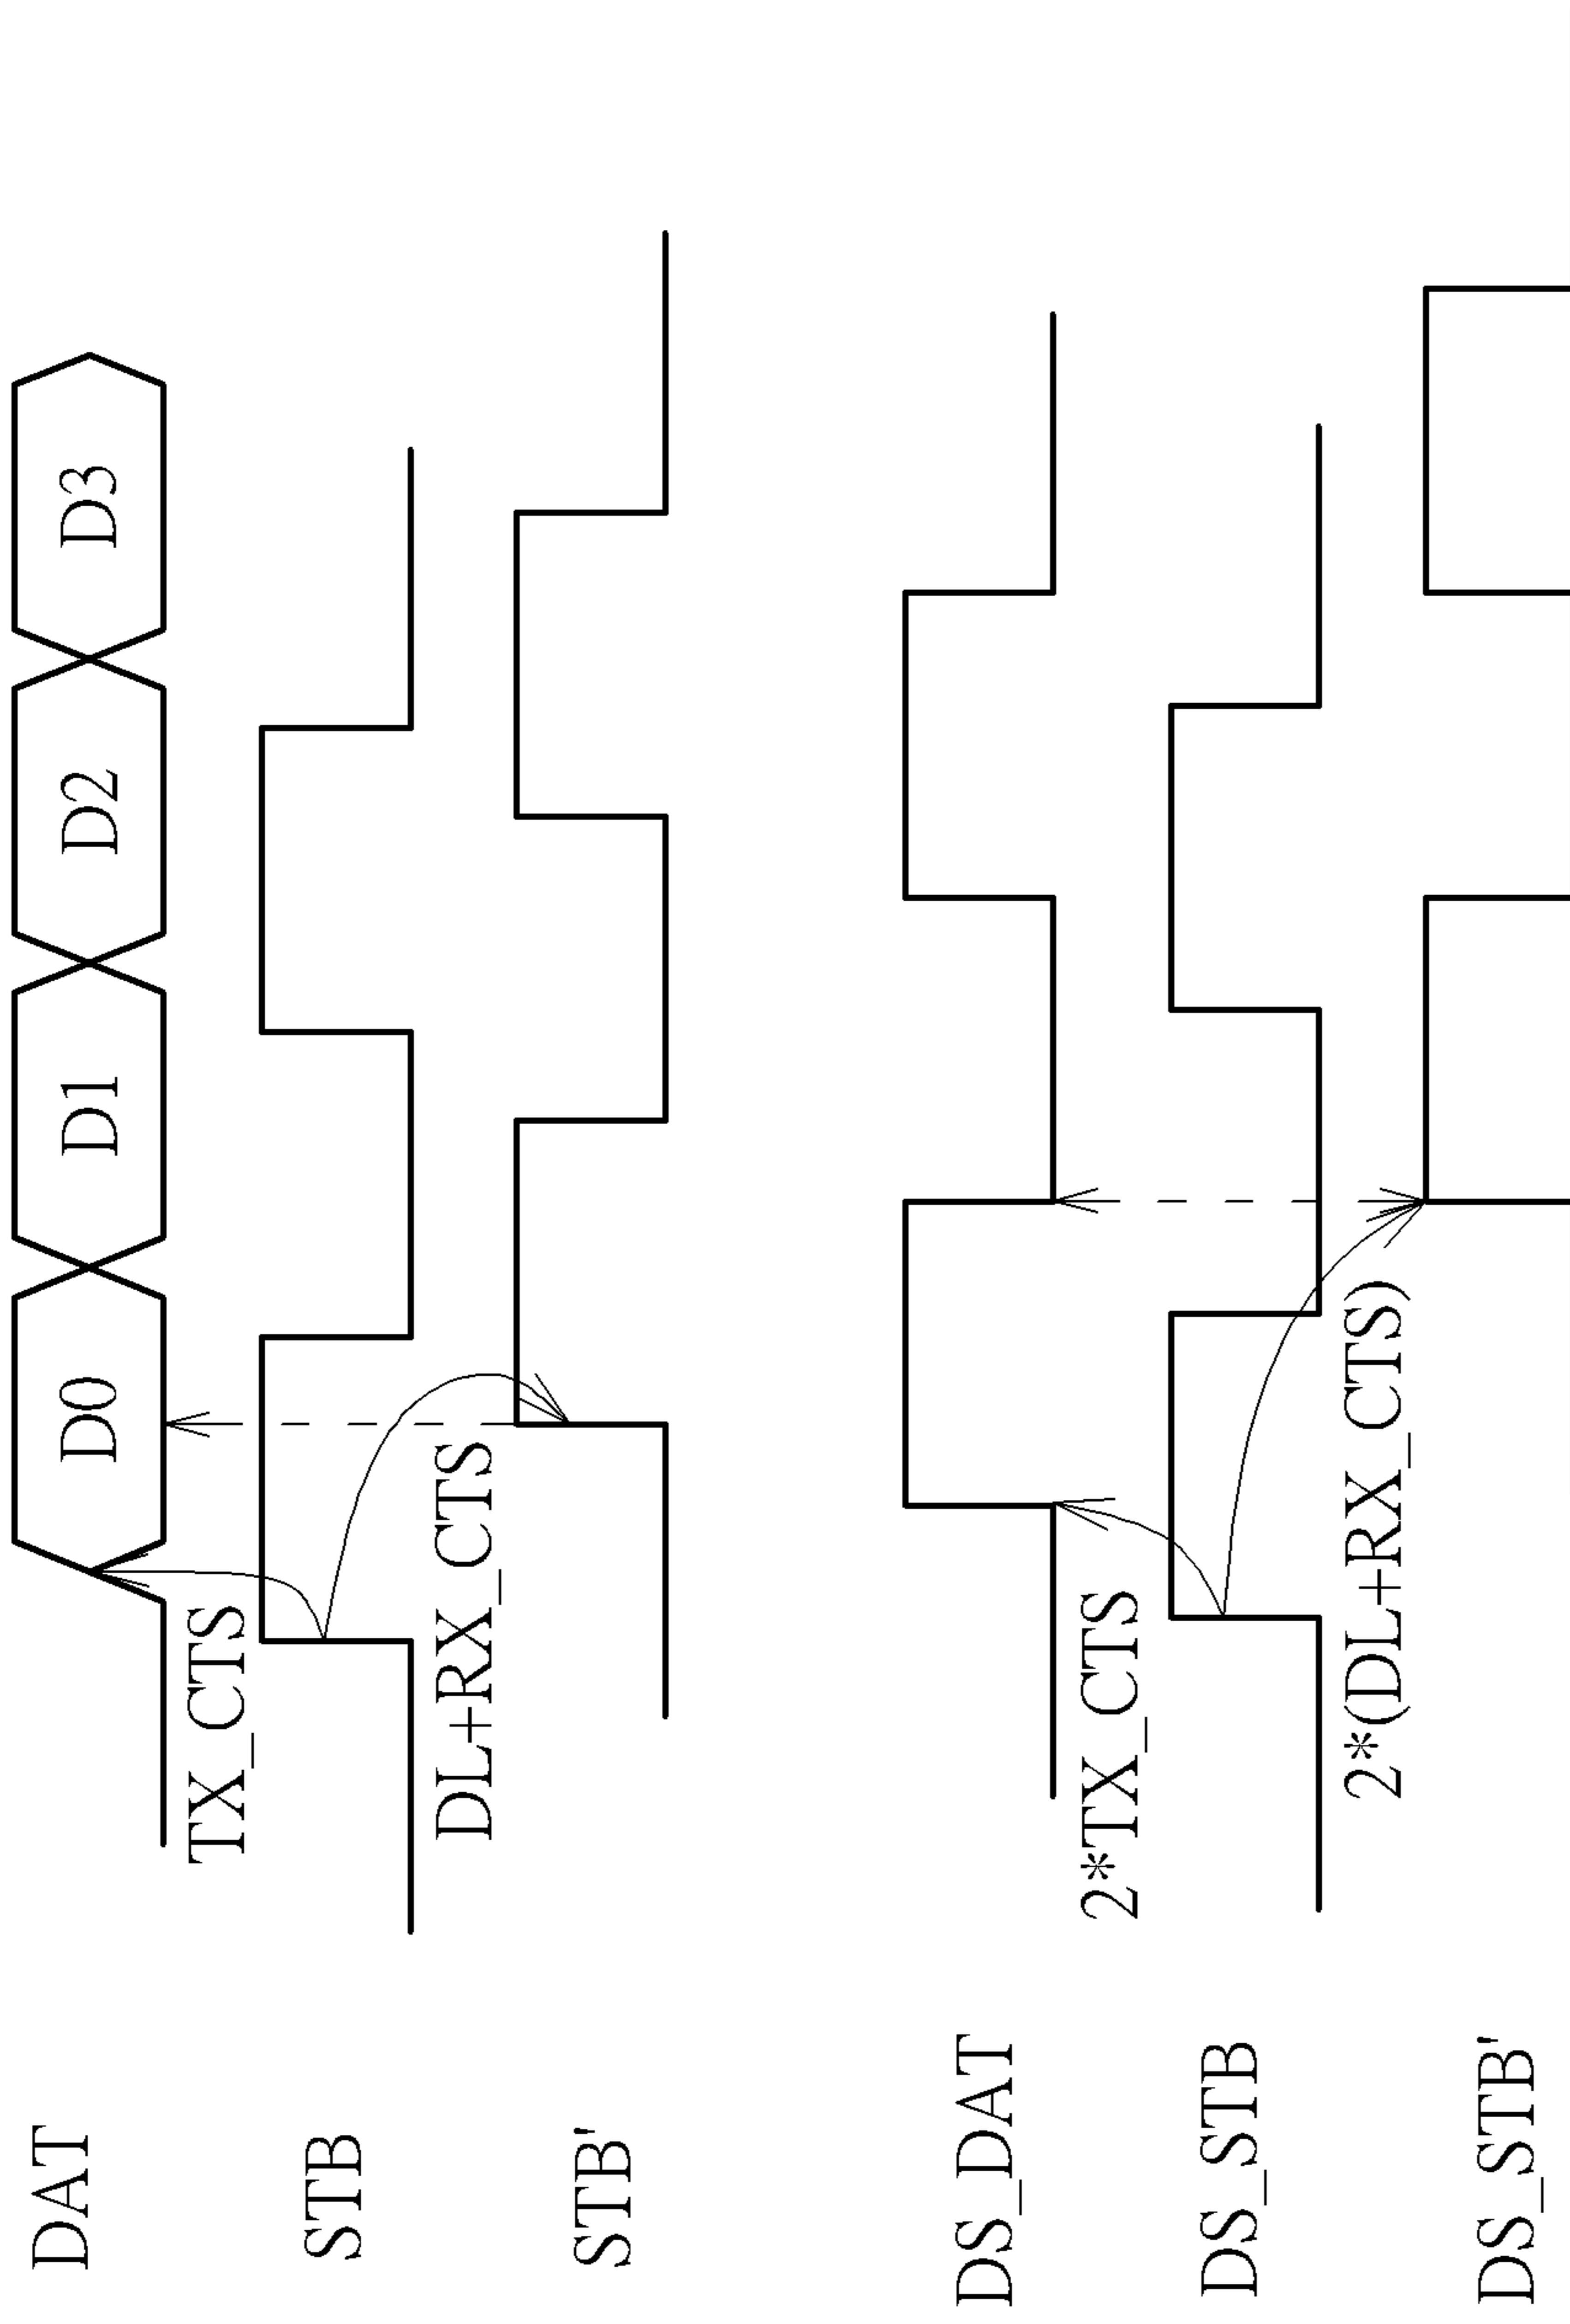 DAT
D0
D1
D2
D3
TX_CTS
STB
DL+RX_CTS
STB'
DS_DAT
2*TX_CTS
DS_STB
2*(DL+RX_CTS)
DS_STB'